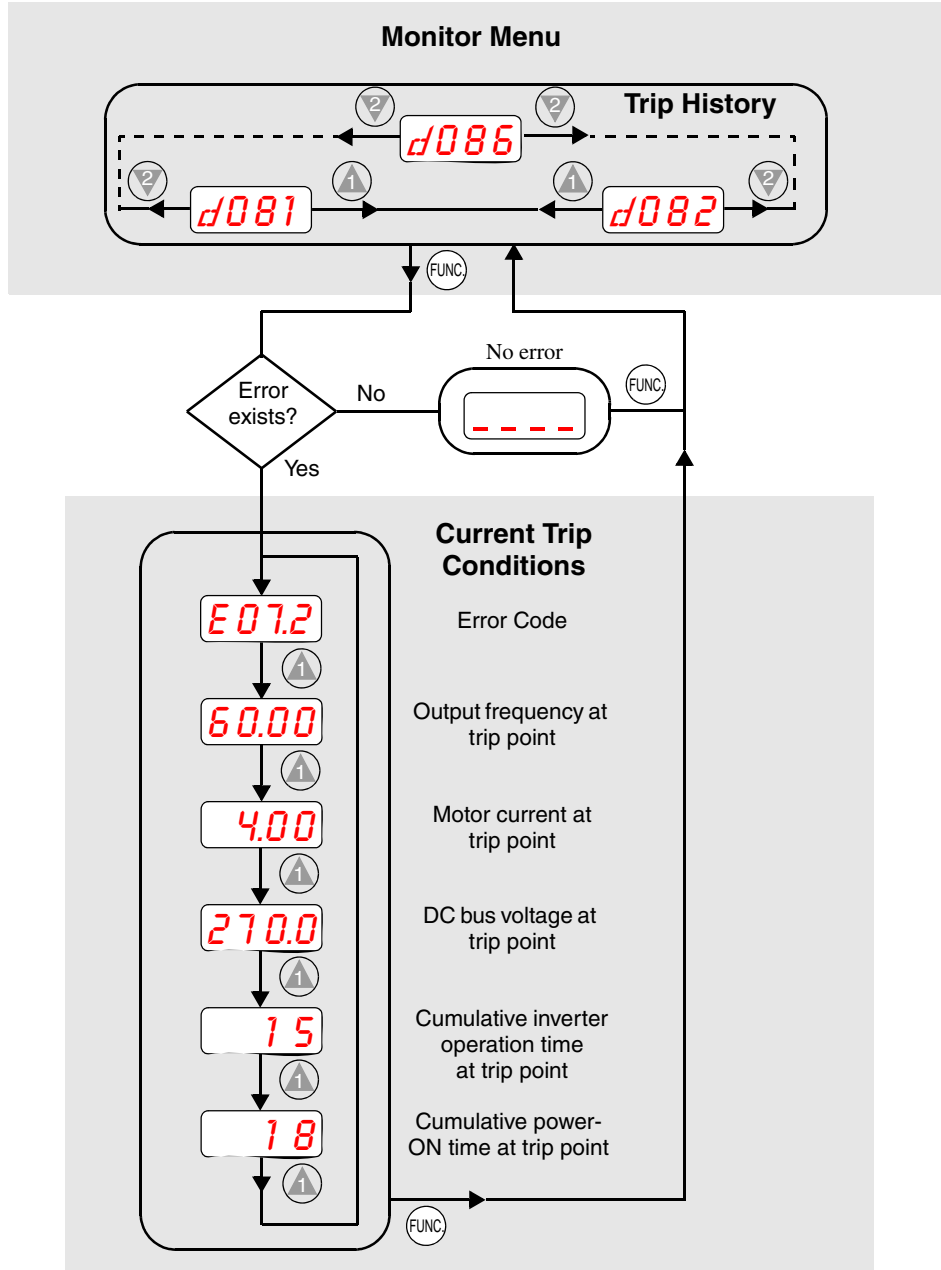 Monitor Menu
Trip History
2
2
d086
2
1
1
2
d081
d082
FUNC.
No error
Error
exists?
No
_ _ _ _
FUNC.
Yes
Current Trip
Conditions
E07.2
Error Code
1
60.00
Output frequency at
trip point
1
4.00
Motor current at
trip point
1
270.0
DC bus voltage at
trip point
1
15
Cumulative inverter
operation time
at trip point
1
18
Cumulative power-
ON time at trip point
1
FUNC.